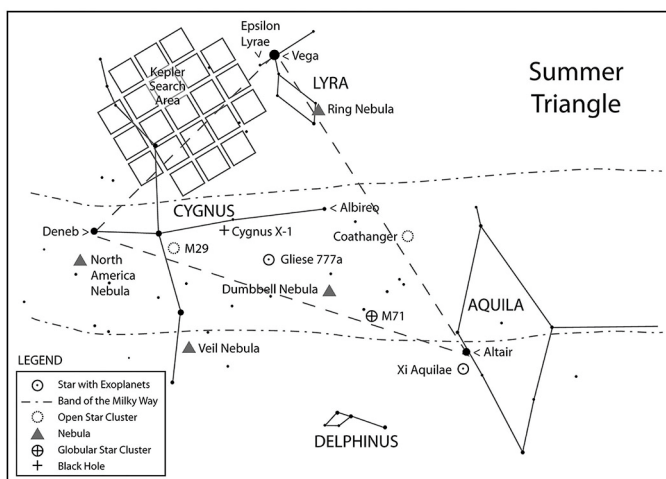 Epsilon
Lyrae
< Vega
Summer
Triangle
Kepler
Search
Area
LYRA
Ring Nebula
CYGNUS
< Albireo
Deneb >
Cygnus X-1
Coathanger
M29
North
America
Nebula
Gliese 777a
Dumbbell Nebula
AQUILA
M71
Veil Nebula
< Altair
Xi Aquilae
LEGEND
Star with Exoplanets
Band of the Milky Way
Open Star Cluster
Nebula
Globular Star Cluster
Black Hole
DELPHINUS